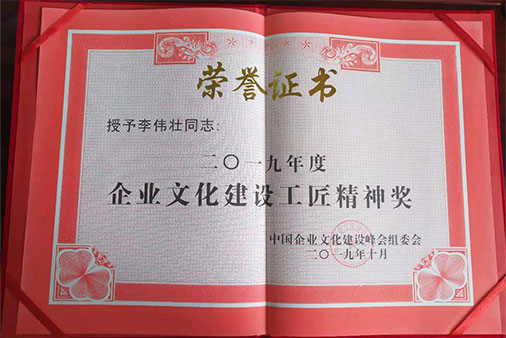 荣誉证书
授予李伟壮同志：
二〇一九年度
企业文化建设工匠精神奖
中国企业文化建设峰会组委会
二〇一九年十月